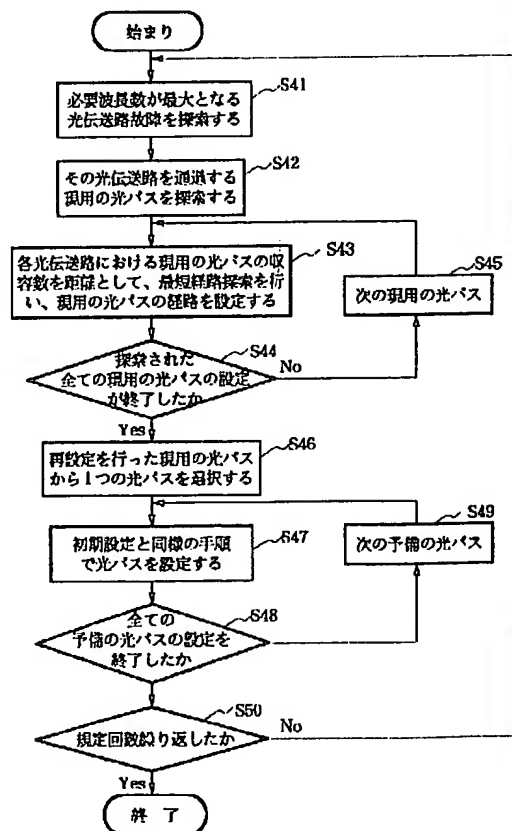 始まり
S41
必要波長数が最大となる
光伝送路故障を探索する
S42
その光伝送路を通過する
現用の光パスを探索する
S43
各光伝送路における現用の光パスの収
容数を距離として、最短経路探索を行
い、現用の光パスの経路を設定する
S45
次の現用の光パス
S44
探索された
全ての現用の光パスの設定
が終了したか
No
Yes
S46
再設定を行った現用の光パス
から1つの光パスを選択する
S47
初期設定と同様の手順
で光パスを設定する
S49
次の予備の光パス
S48
全ての
予備の光パスの設定を
終了したか
S50
規定回数繰り返したか
No
Yes
終 了